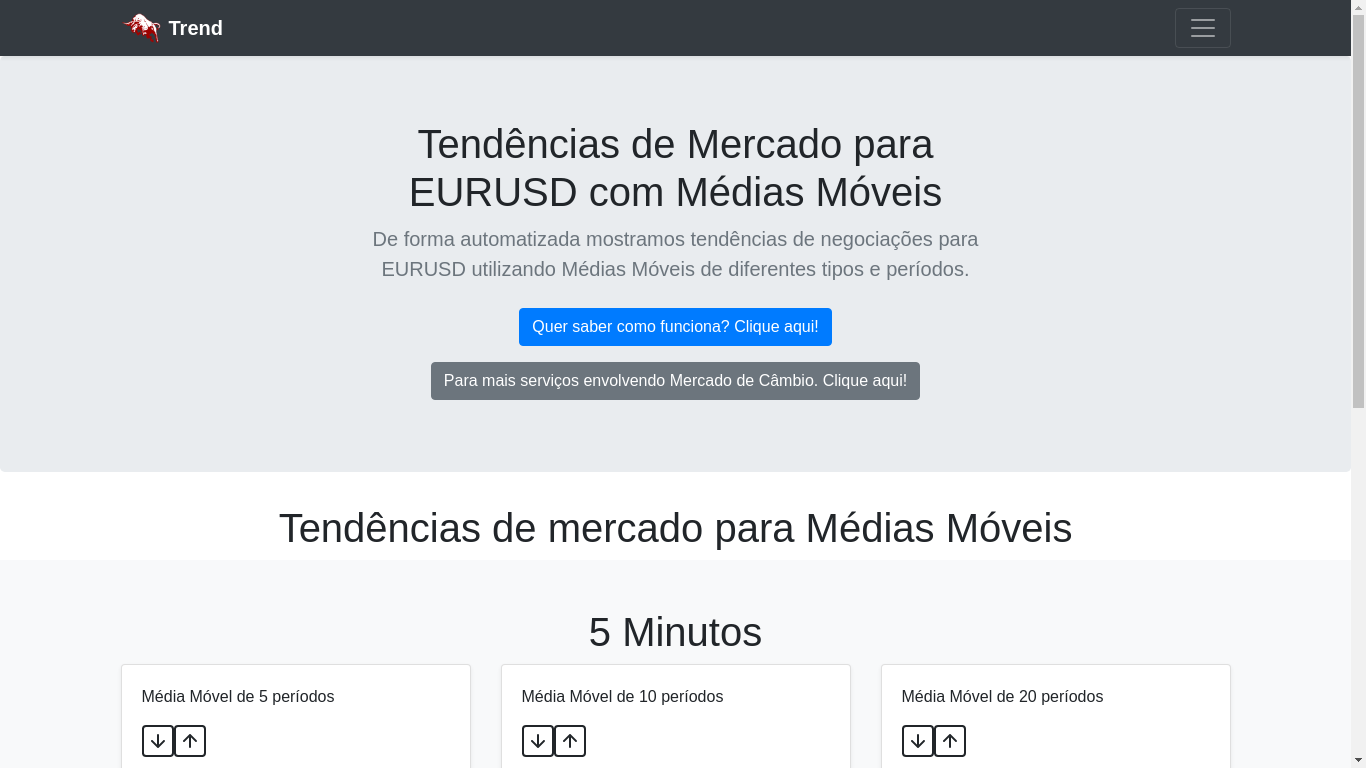 Trend
Tendências de Mercado para
EURUSD com Médias Móveis
De forma automatizada mostramos tendências de negociações para
EURUSD utilizando Médias Móveis de diferentes tipos e períodos.
Quer saber como funciona? Clique aqui!
Para mais serviços envolvendo Mercado de Câmbio. Clique aqui!
Tendências de mercado para Médias Móveis
5 Minutos
Média Móvel de 5 períodos
Média Móvel de 10 períodos
Média Móvel de 20 períodos